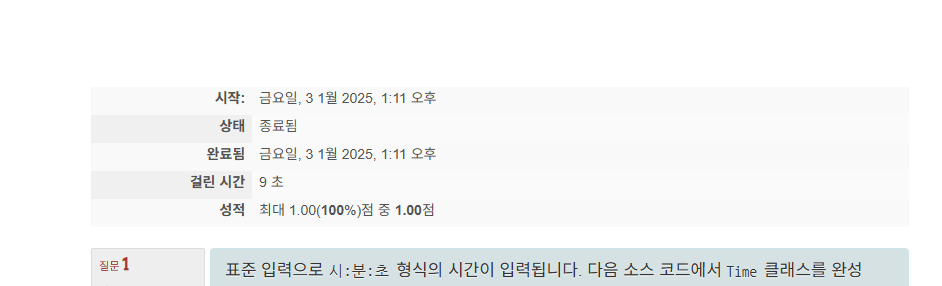 시작: 금요일, 3 1월 2025, 1:11 오후
상태 종료됨
완료됨 금요일, 3 1월 2025, 1:11 오후
걸린 시간 9 초
성적 최대 1.00(100%)점 중 1.00점
질문 1 표준 입력으로 시:분:초 형식의 시간이 입력됩니다. 다음 소스 코드에서 Time 클래스를 완성